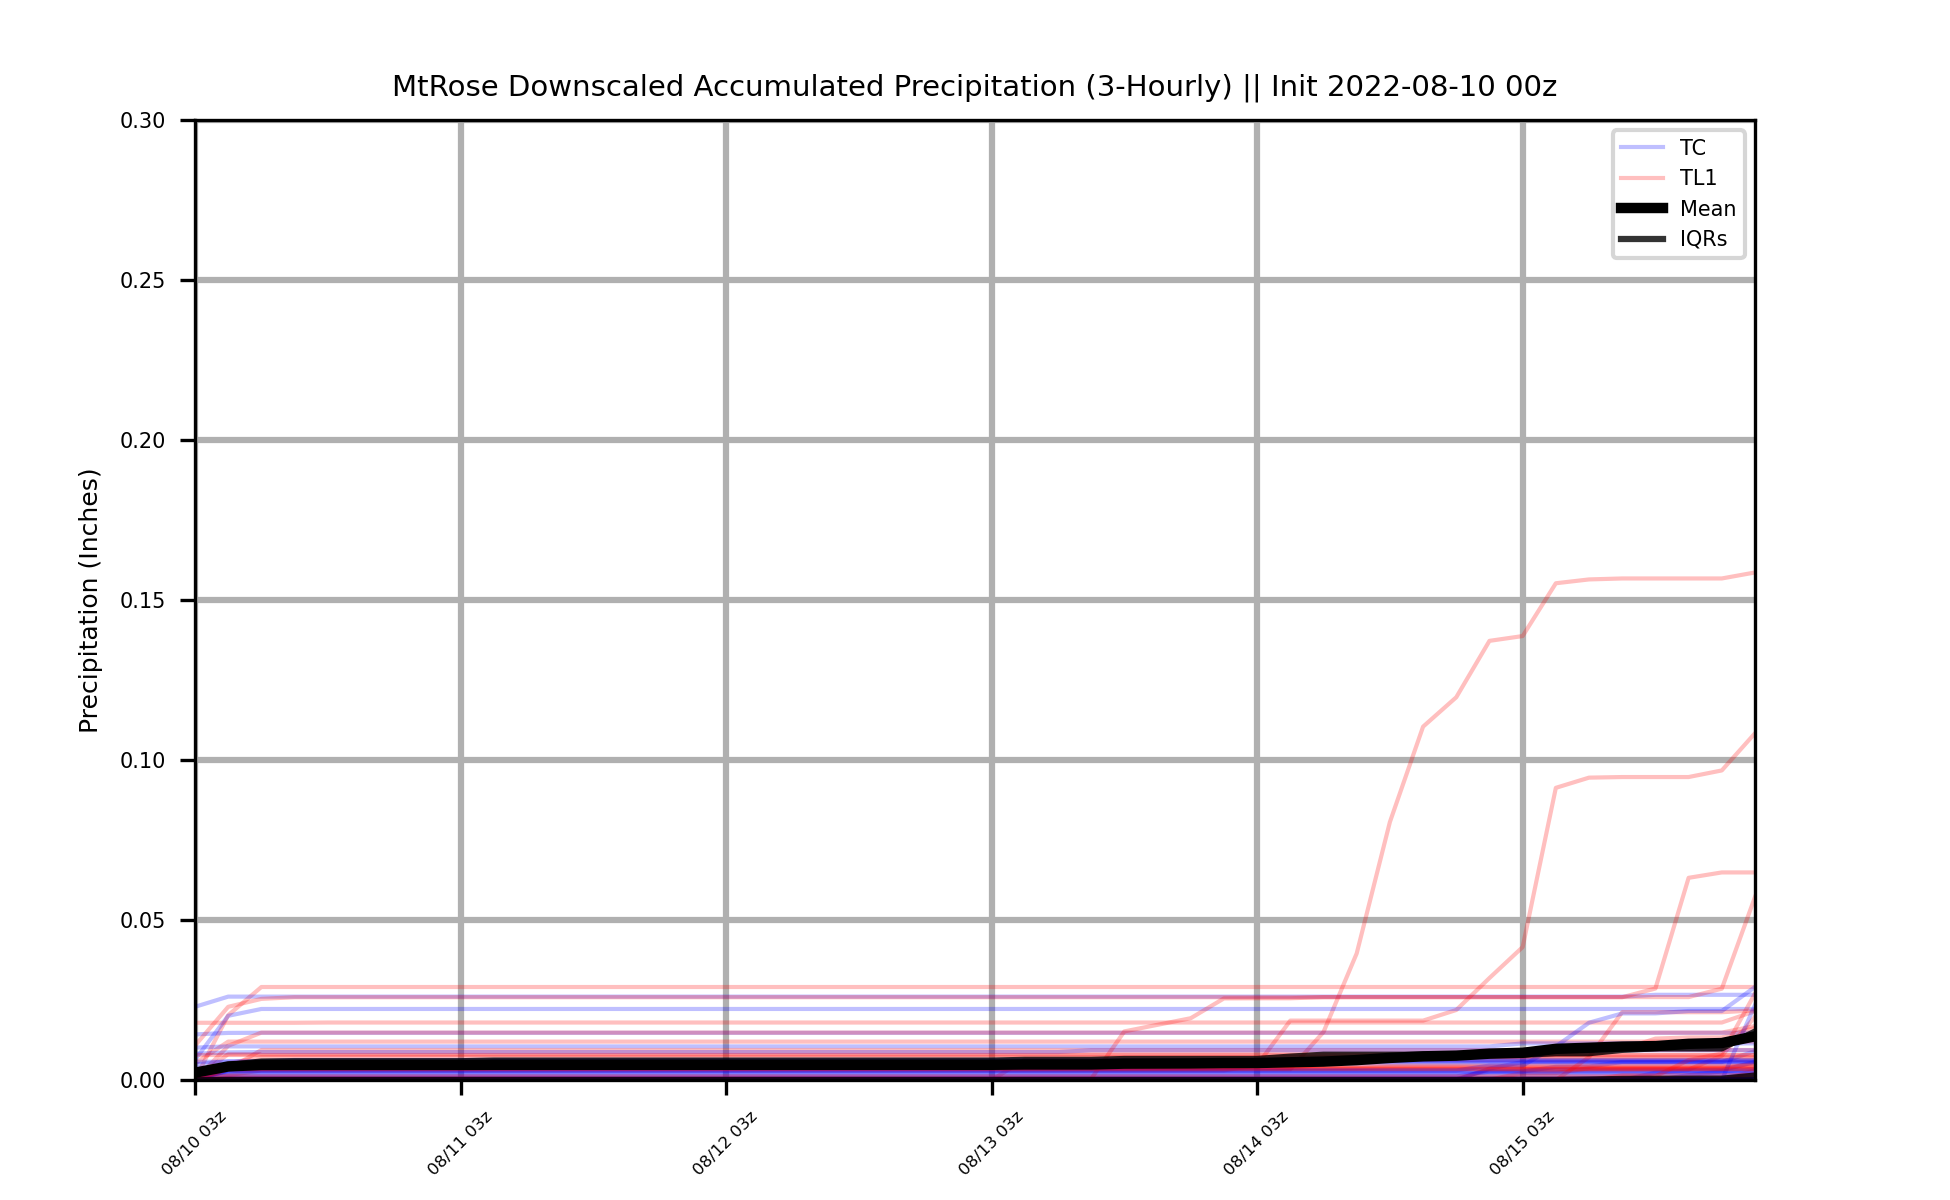 MtRose Downscaled Accumulated Precipitation (3-Hourly) || Init 2022-08-10 00z
0.30
0.25
0.20
0.15
0.10
0.05
0.00
Precipitation (Inches)
TC
TL1
Mean
IQRs
08/10 03z
08/11 03z
08/12 03z
08/13 03z
08/14 03z
08/15 03z